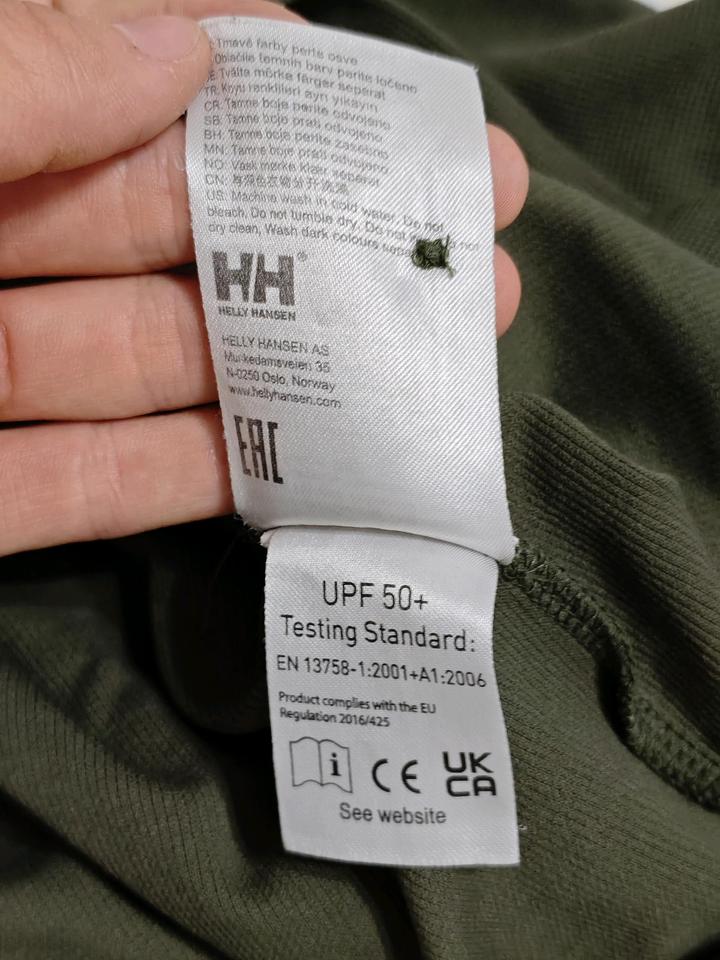 Tmavé farby perte osve
Oblačila temnih barv perite ločeno
Tvätta mörka färger separat
TR: Koyu renklileri ayrı yıkayın
CR: Tamne boje perite odvojeno
SB: Tamne boje prati odvojeno
BH: Tamne boje perite zasebno
MN: Tamne boje prati odvojeno
NO: Vask mørke klær separat
CN: 深色衣物分开洗涤
US: Machine wash in cold water, Do not
bleach, Do not tumble dry, Do not not
dry clean, Wash dark colours
HH®
HELLY HANSEN
HELLY HANSEN AS
Munkedamsveien 35
N-0250 Oslo, Norway
www.hellyhansen.com
EAC
UPF 50+
Testing Standard:
EN 13758-1:2001+A1:2006
Product complies with the EU
Regulation 2016/425
i CE UK
CA
See website